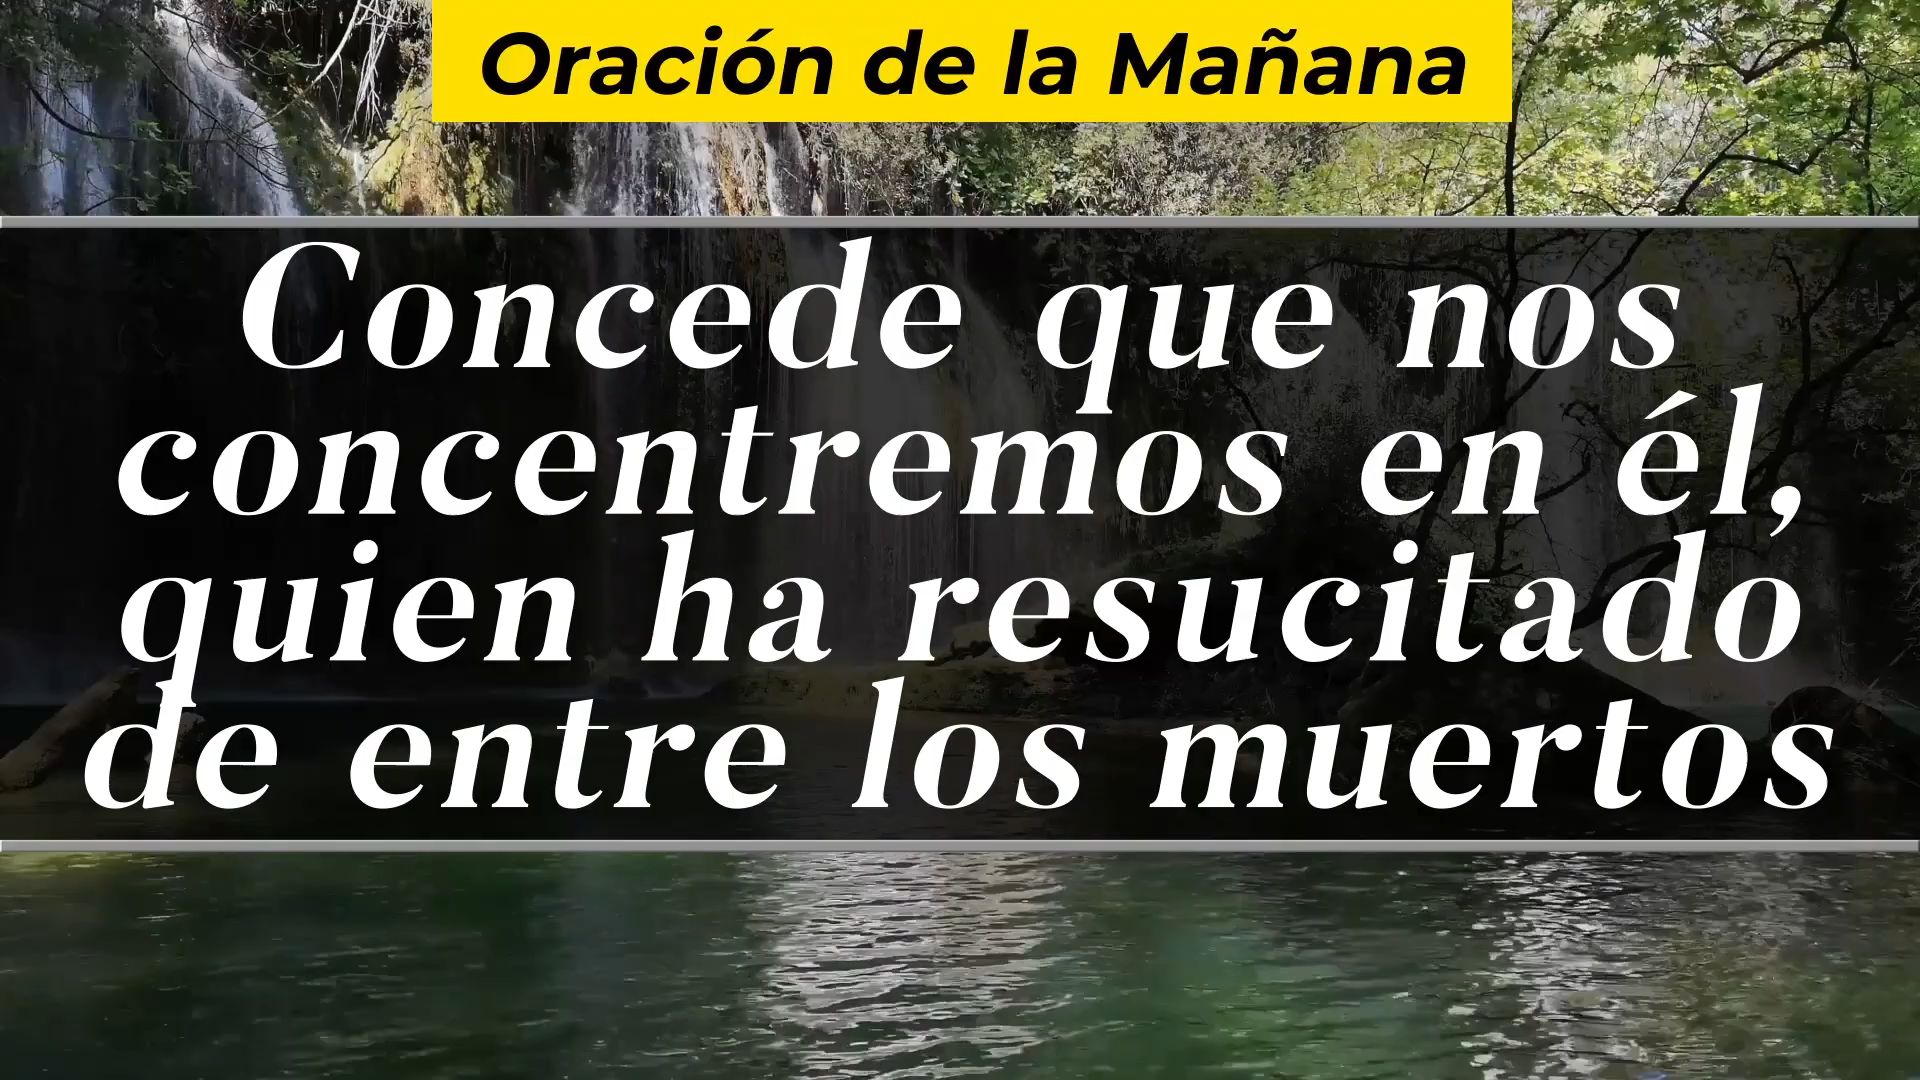 Oración de la Mañana
Concede que nos
concentremos en él,
quien ha resucitado
de entre los muertos